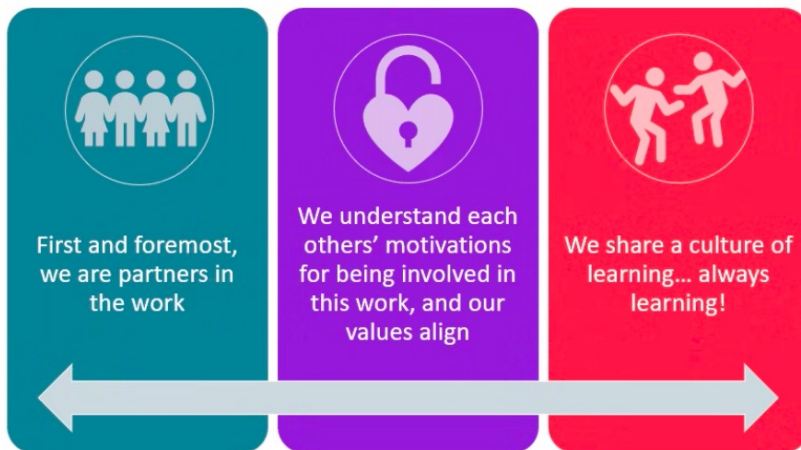 First and foremost,
we are partners in
the work
We understand each
others’ motivations
for being involved in
this work, and our
values align
We share a culture of
learning... always
learning!